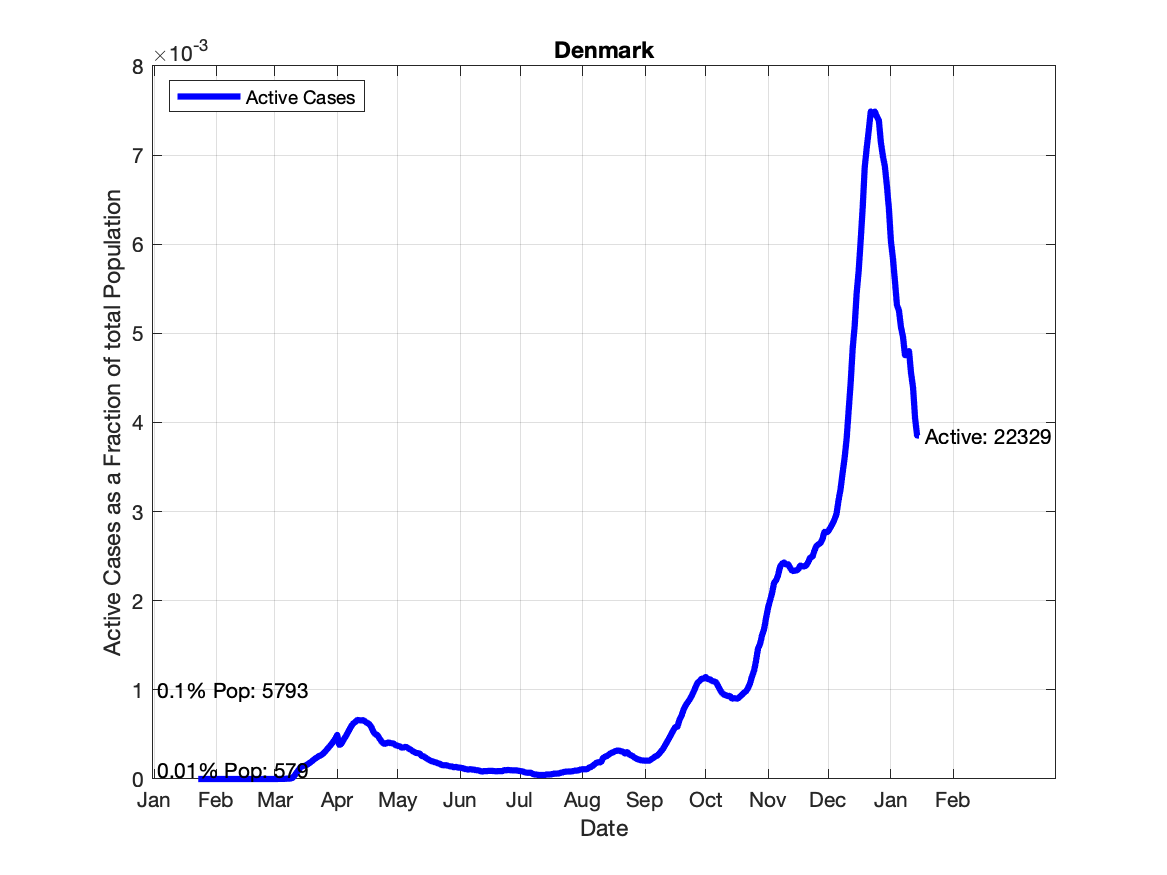 Denmark
×10-3
Active Cases
8
7
6
5
4
3
2
1
0
Active Cases as a Fraction of total Population
0.1% Pop: 5793
0.01% Pop: 579
Active: 22329
Jan Feb Mar Apr May Jun Jul Aug Sep Oct Nov Dec Jan Feb
Date